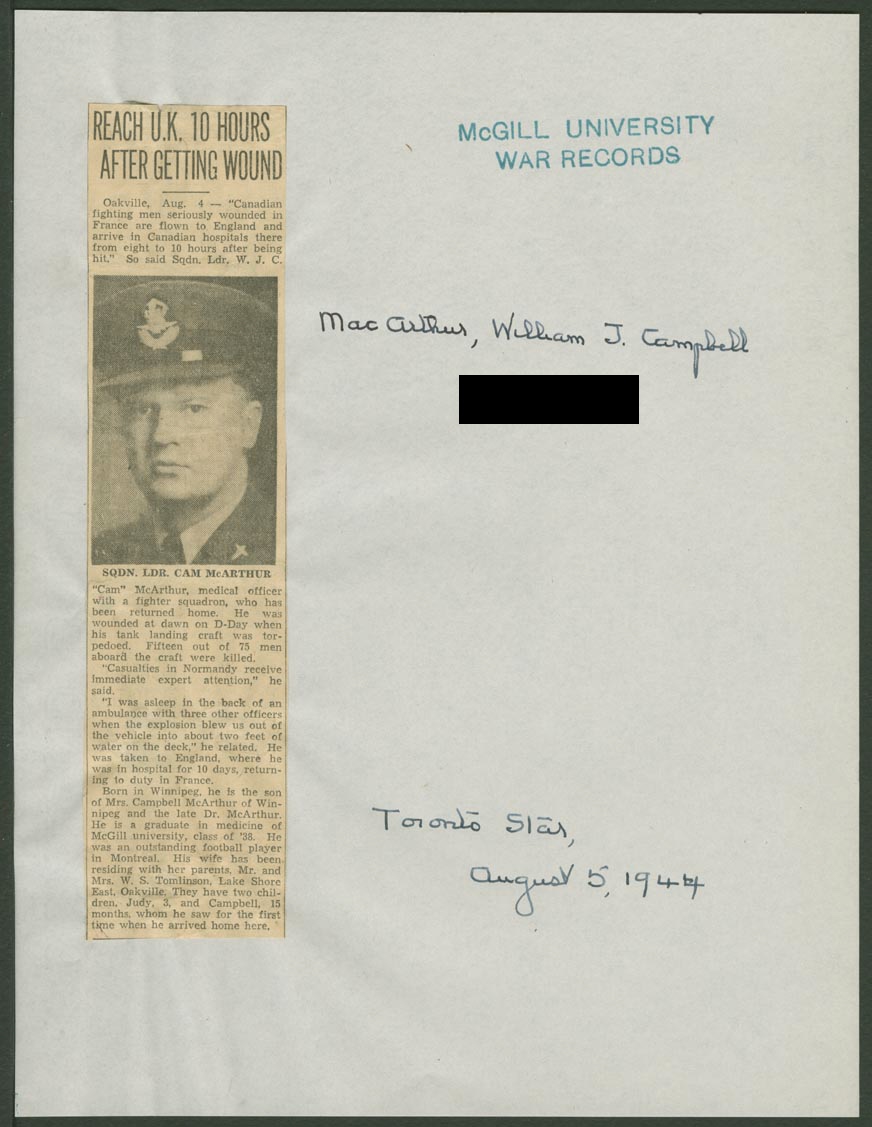 REACH U.K. 10 HOURS
AFTER GETTING WOUND
Oakville, Aug. 4 — "Canadian
fighting men seriously wounded in
France are flown to England and
arrive in Canadian hospitals there
from eight to 10 hours after being
hit." So said Sqdn. Ldr. W. J. C.
SQDN. LDR. CAM McARTHUR
"Cam" McArthur, medical officer
with a fighter squadron, who has
been returned home. He was
wounded at dawn on D-Day when
his tank landing craft was tor-
pedoed. Fifteen out of 75 men
aboard the craft were killed.
"Casualties in Normandy receive
immediate expert attention," he
said.
"I was asleep in the back of an
ambulance with three other officers
when the explosion blew us out of
the vehicle into about two feet of
water on the deck," he related. He
was taken to England, where he
was in hospital for 10 days, return-
ing to duty in France.
Born in Winnipeg, he is the son
of Mrs. Campbell McArthur of Win-
nipeg and the late Dr. McArthur.
He is a graduate in medicine of
McGill university, class of '38. He
was an outstanding football player
in Montreal. His wife has been
residing with her parents, Mr. and
Mrs. W. S. Tomlinson, Lake Shore
East, Oakville. They have two chil-
dren, Judy, 3, and Campbell, 15
months, whom he saw for the first
time when he arrived home here.
McGILL UNIVERSITY
WAR RECORDS
MacArthur, William J. Campbell
Toronto Star,
August 5, 1944